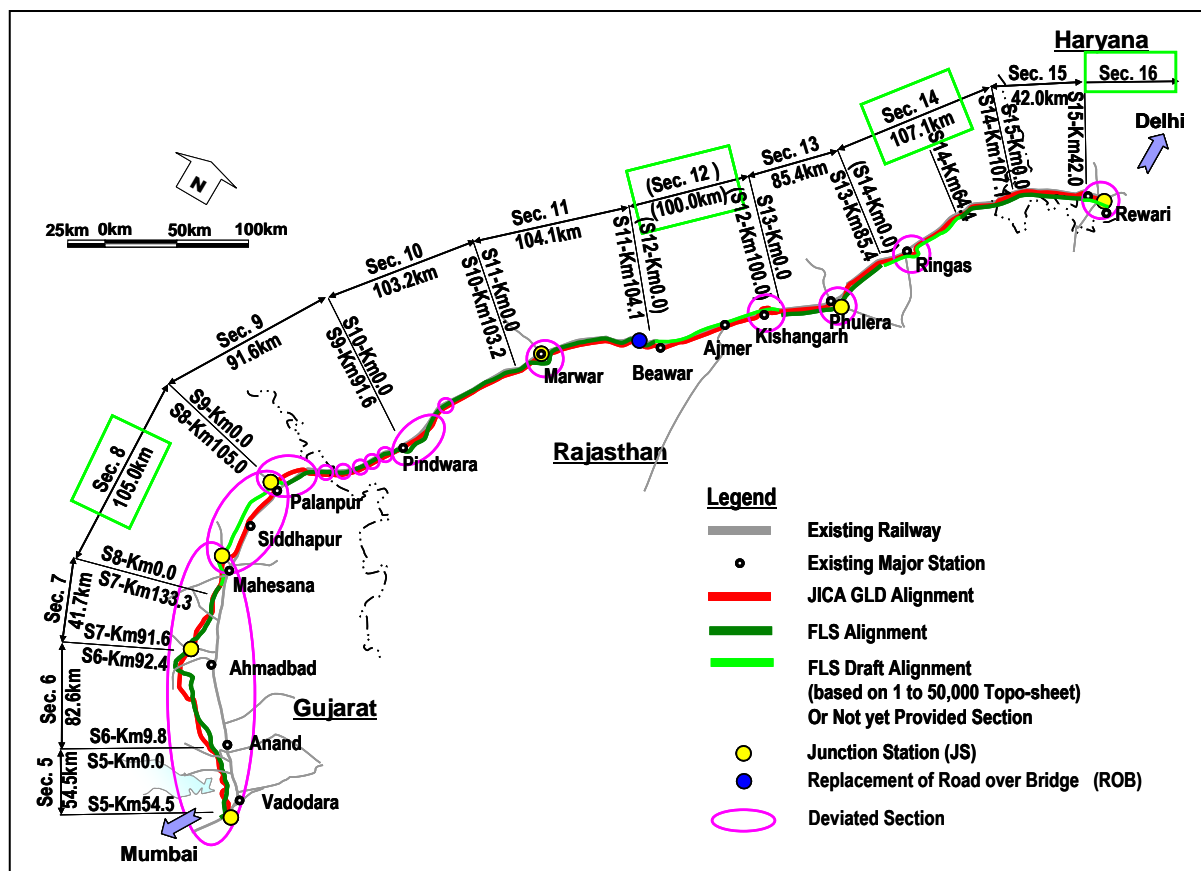 Haryana
Sec. 15
42.0km
Sec. 16
Sec. 14
107.1km
Sec. 13
85.4km
(Sec. 12 )
(100.0km)
Sec. 11
104.1km
Sec. 10
103.2km
Sec. 9
91.6km
Sec. 8
105.0km
Sec. 7
41.7km
Sec. 6
82.6km
Sec. 5
54.5km
Delhi
N
25km 0 50km 100km
S15-Km42.0
S15-Km0.0
S14-Km107.1
S14-Km64.4
(S14-Km0.0)
S13-Km85.4
S13-Km0.0
(S12-Km100.0)
(S12-Km0.0)
S11-Km104.1
S11-Km0.0
S10-Km103.2
S10-Km0.0
S9-Km91.6
S9-Km0.0
S8-Km105.0
S8-Km0.0
S7-Km133.3
S7-Km91.6
S6-Km92.4
S6-Km9.8
S5-Km0.0
S5-Km54.5
Rewari
Ringas
Phulera
Kishangarh
Ajmer
Beawar
Marwar
Rajasthan
Pindwara
Palanpur
Siddhapur
Mahesana
Ahmadbad
Gujarat
Anand
Vadodara
Mumbai
Legend
Existing Railway
Existing Major Station
JICA GLD Alignment
FLS Alignment
FLS Draft Alignment
(based on 1 to 50,000 Topo-sheet)
Or Not yet Provided Section
Junction Station (JS)
Replacement of Road over Bridge (ROB)
Deviated Section